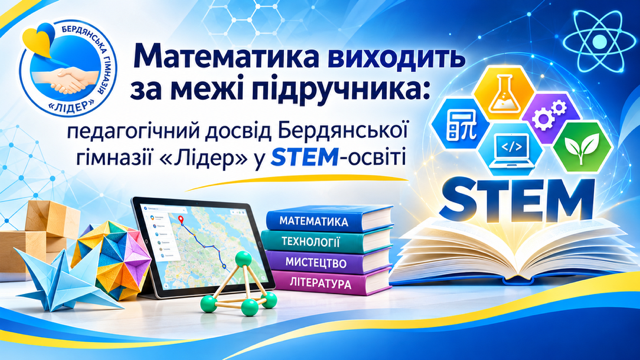 БЕРДЯНСЬКА ГІМНАЗІЯ
«ЛІДЕР»
Математика виходить
за межі підручника:
педагогічний досвід Бердянської
гімназії «Лідер» у STEM-освіті
</>
STEM
МАТЕМАТИКА
ТЕХНОЛОГІЇ
МИСТЕЦТВО
ЛІТЕРАТУРА